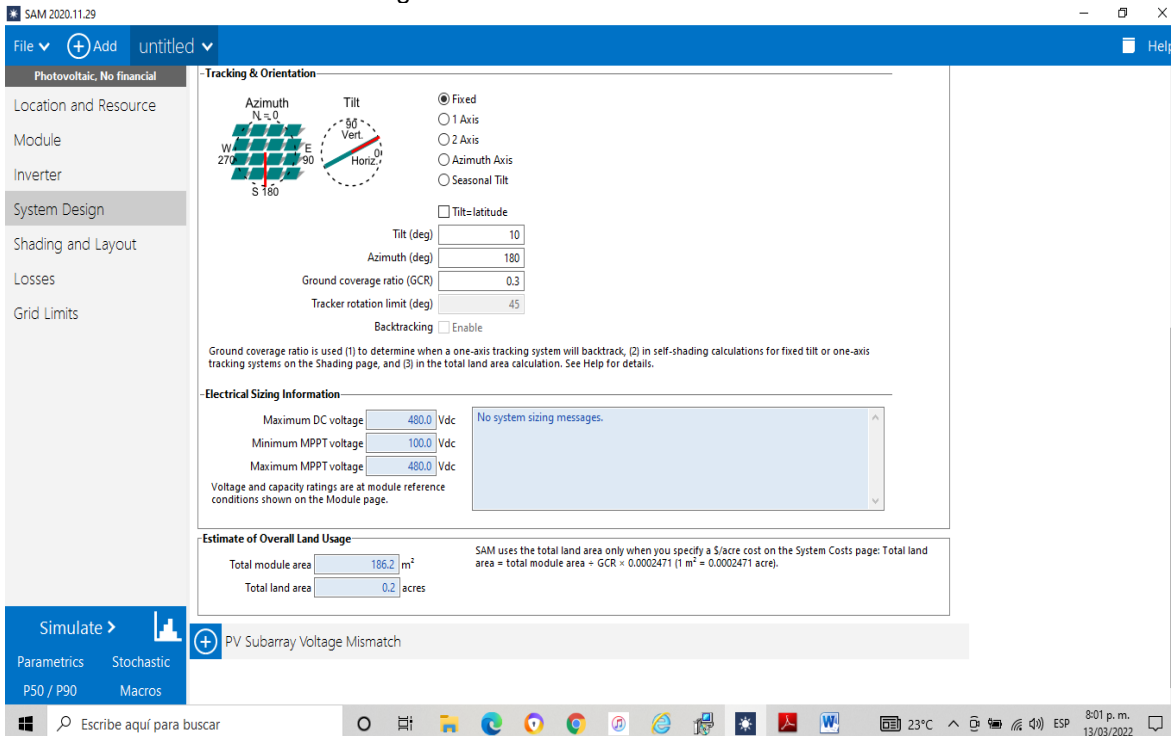 SAM 2020.11.29
File Add untitled Help
Photovoltaic, No financial
Location and Resource
Module
Inverter
System Design
Shading and Layout
Losses
Grid Limits
Simulate >
Parametrics Stochastic
P50 / P90 Macros
Tracking & Orientation
Azimuth
N = 0
W
270
E
90
S 180
Tilt
90
Vert.
0
Horiz.
Fixed
1 Axis
2 Axis
Azimuth Axis
Seasonal Tilt
Tilt=latitude
Tilt (deg) 10
Azimuth (deg) 180
Ground coverage ratio (GCR) 0.3
Tracker rotation limit (deg) 45
Backtracking Enable
Ground coverage ratio is used (1) to determine when a one-axis tracking system will backtrack, (2) in self-shading calculations for fixed tilt or one-axis
tracking systems on the Shading page, and (3) in the total land area calculation. See Help for details.
Electrical Sizing Information
Maximum DC voltage 480.0 Vdc
Minimum MPPT voltage 100.0 Vdc
Maximum MPPT voltage 480.0 Vdc
Voltage and capacity ratings are at module reference
conditions shown on the Module page.
No system sizing messages.
Estimate of Overall Land Usage
Total module area 186.2 m²
Total land area 0.2 acres
SAM uses the total land area only when you specify a $/acre cost on the System Costs page: Total land
area = total module area ÷ GCR × 0.0002471 (1 m² = 0.0002471 acre).
PV Subarray Voltage Mismatch
Escribe aquí para buscar
23°C
ESP
8:01 p. m.
13/03/2022